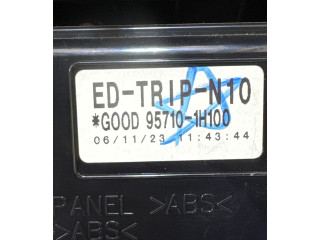 ED-TRIP-N10
*GOOD 95710-1H100
06/11/23 11:43:44
PANEL >ABS<
>ABS<